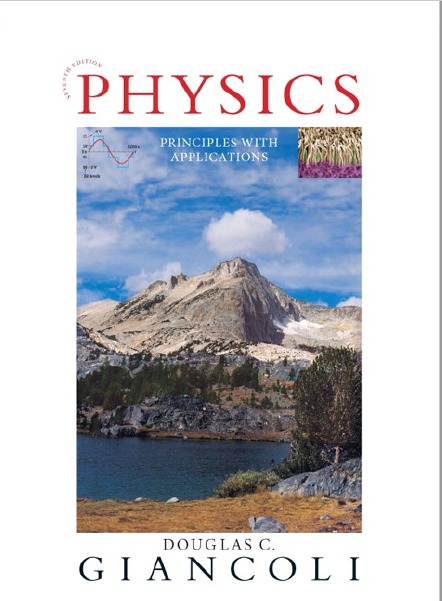 SEVENTH EDITION
PHYSICS
PRINCIPLES WITH
APPLICATIONS
DOUGLAS C.
GIANCOLI